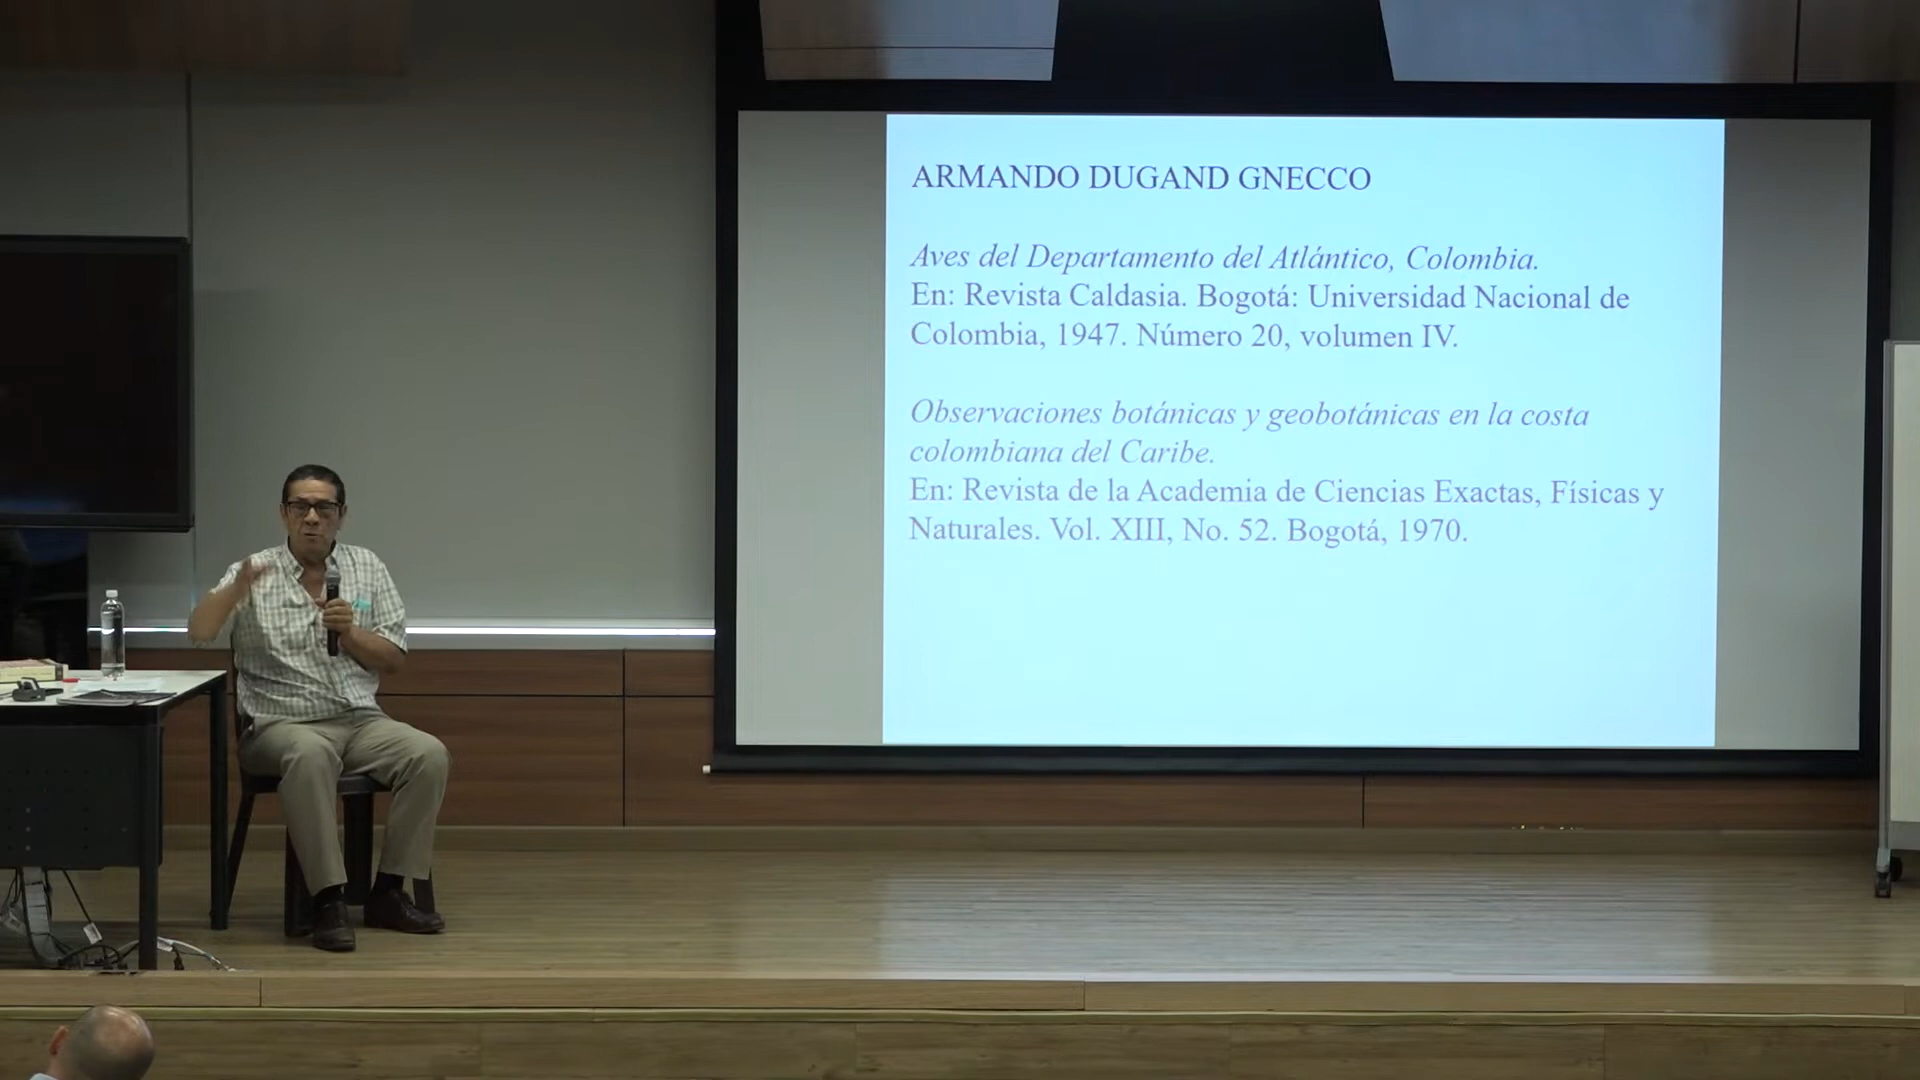 ARMANDO DUGAND GNECCO
Aves del Departamento del Atlántico, Colombia.
En: Revista Caldasia. Bogotá: Universidad Nacional de
Colombia, 1947. Número 20, volumen IV.
Observaciones botánicas y geobotánicas en la costa
colombiana del Caribe.
En: Revista de la Academia de Ciencias Exactas, Físicas y
Naturales. Vol. XIII, No. 52. Bogotá, 1970.